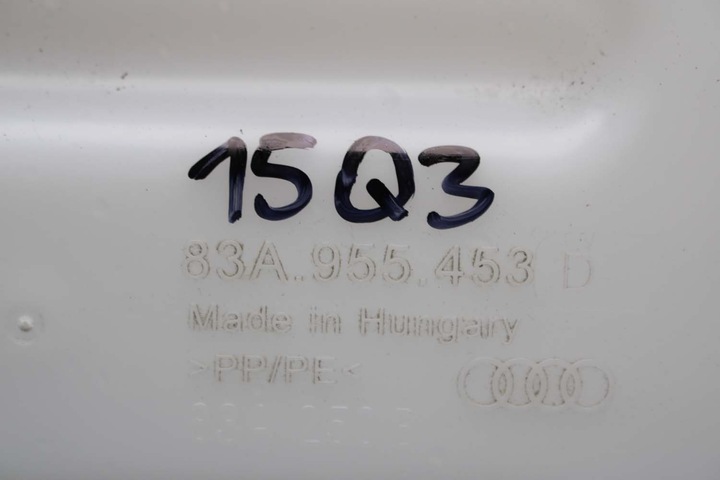 15Q3
83A.955.453 D
Made in Hungary
>PP/PE<